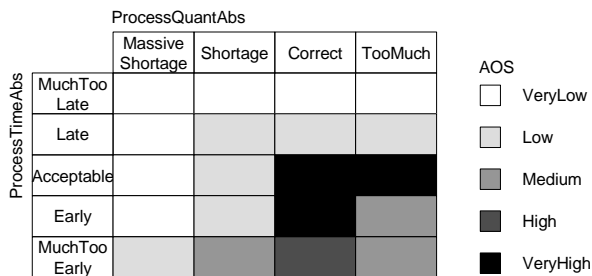 ProcessQuantAbs
Massive
Shortage
Shortage
Correct
TooMuch
ProcessTimeAbs
MuchToo
Late
Late
Acceptable
Early
MuchToo
Early
AOS
VeryLow
Low
Medium
High
VeryHigh